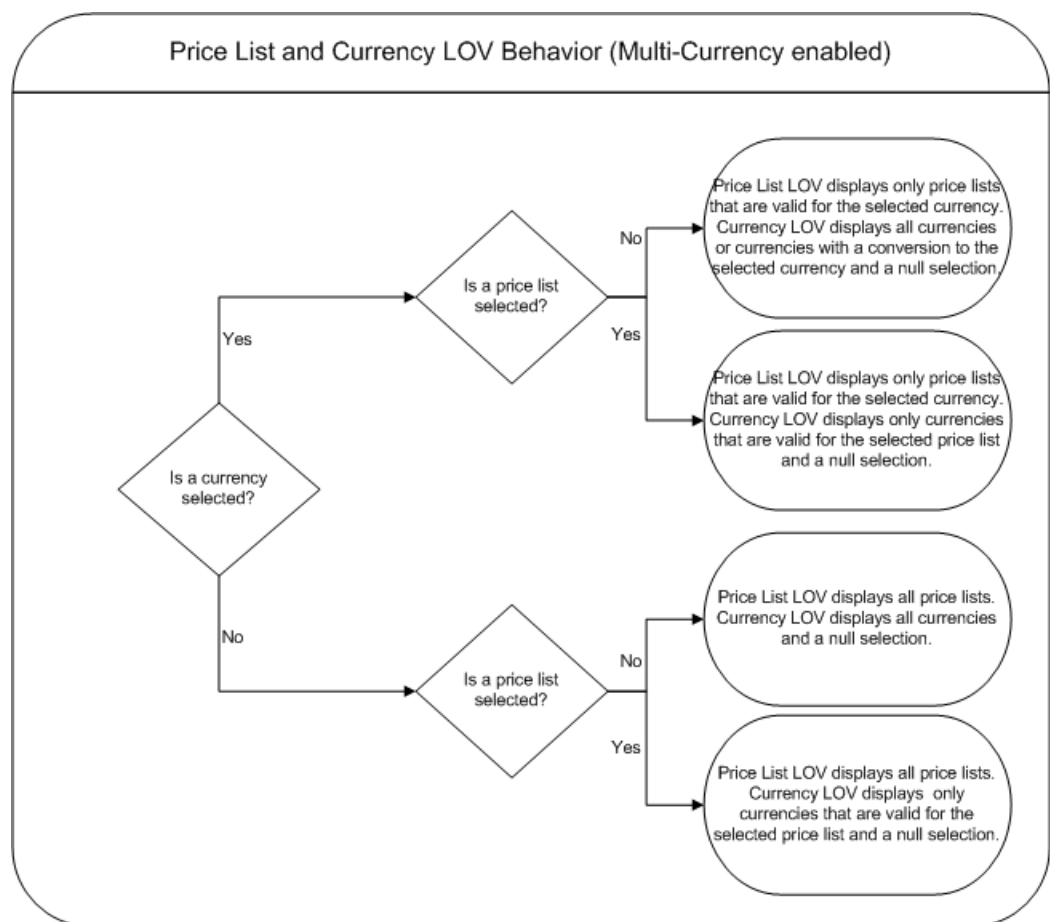 Price List and Currency LOV Behavior (Multi-Currency enabled)
Price List LOV displays only price lists
that are valid for the selected currency.
Currency LOV displays all currencies
or currencies with a conversion to the
selected currency and a null selection.
No
Is a price list
selected?
Yes
Yes
Price List LOV displays only price lists
that are valid for the selected currency.
Currency LOV displays only currencies
that are valid for the selected price list
and a null selection.
Is a currency
selected?
No
Price List LOV displays all price lists.
Currency LOV displays all currencies
and a null selection.
No
Is a price list
selected?
Yes
Price List LOV displays all price lists.
Currency LOV displays  only
currencies that are valid for the
selected price list and a null selection.